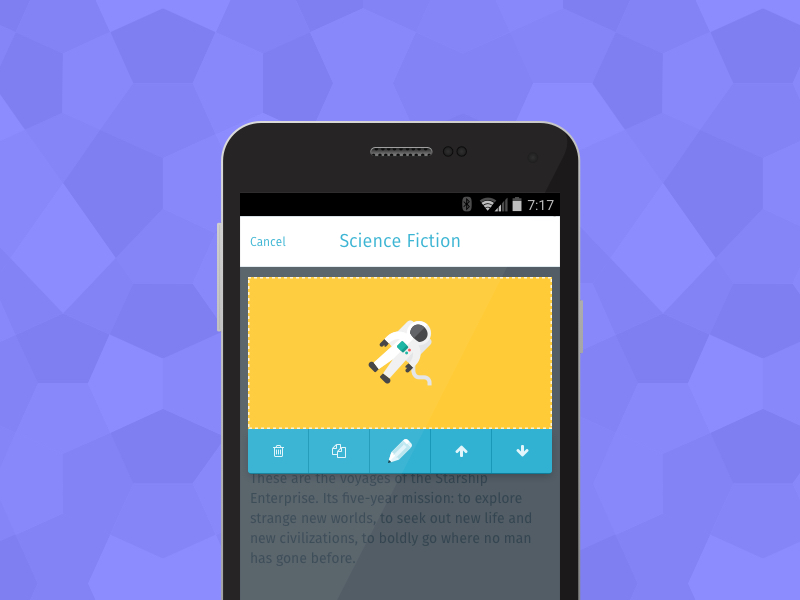 7:17
Cancel
Science Fiction
These are the voyages of the Starship
Enterprise. Its five-year mission: to explore
strange new worlds, to seek out new life and
new civilizations, to boldly go where no man
has gone before.